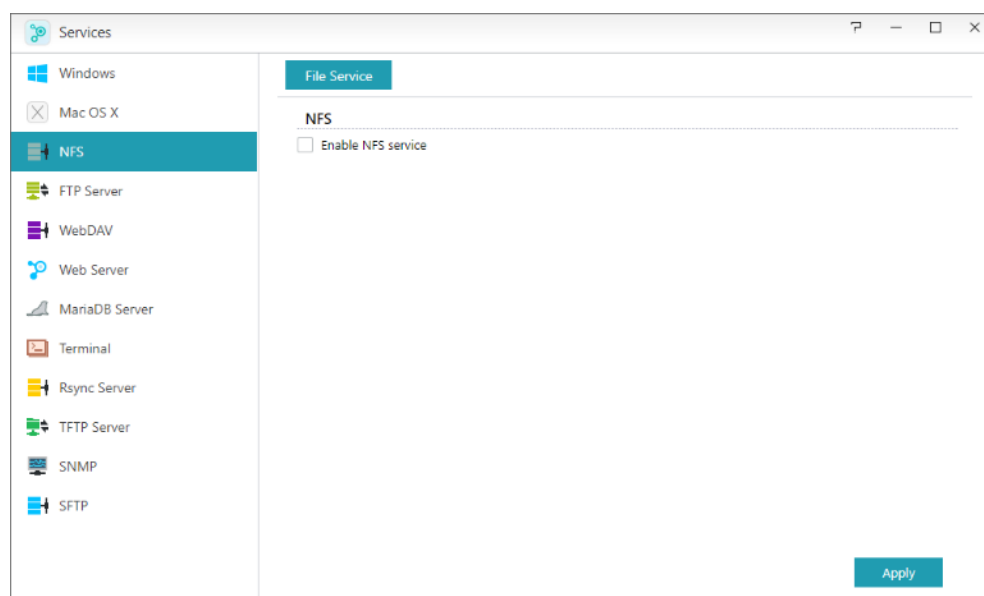 Services
Windows
Mac OS X
NFS
FTP Server
WebDAV
Web Server
MariaDB Server
Terminal
Rsync Server
TFTP Server
SNMP
SFTP
File Service
NFS
Enable NFS service
Apply